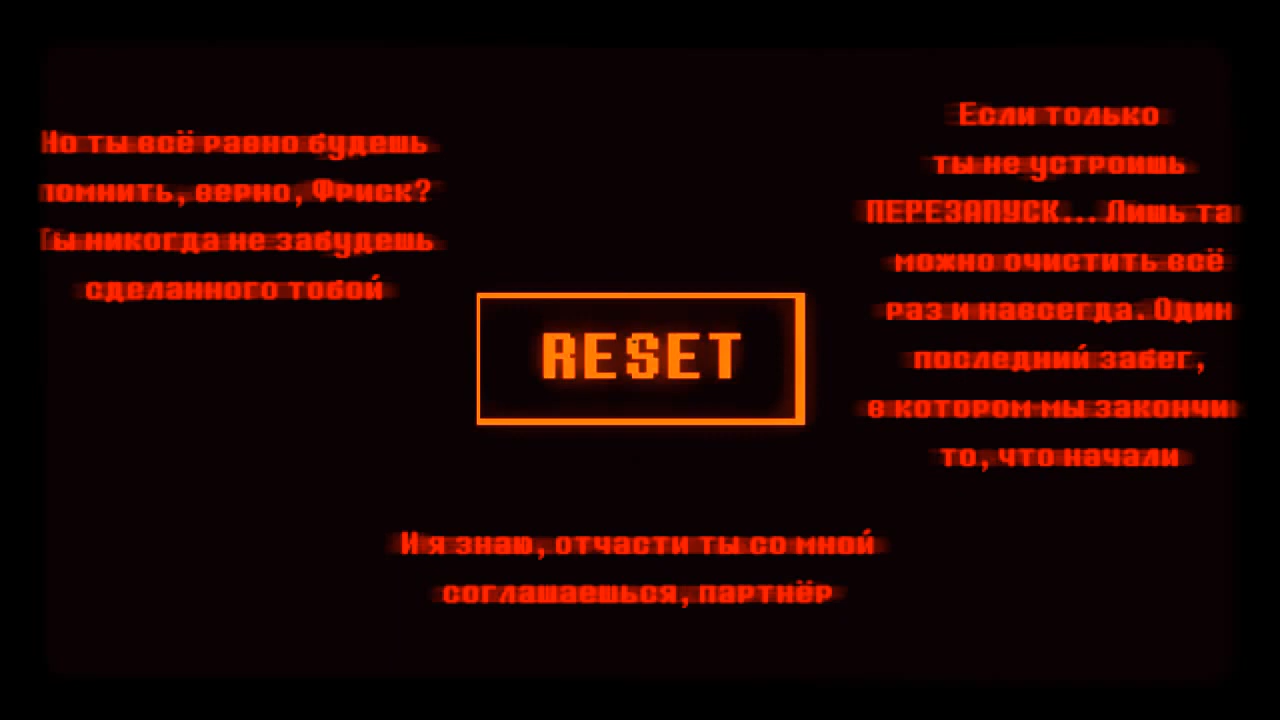 Но ты всё равно будешь
помнить, верно, Фриск?
Ты никогда не забудешь
сделанного тобой
Если только
ты не устроишь
ПЕРЕЗАПУСК... Лишь та
можно очистить всё
раз и навсегда. Один
последний забег,
в котором мы закончи
то, что начали
RESET
И я знаю, отчасти ты со мной
соглашаешься, партнёр